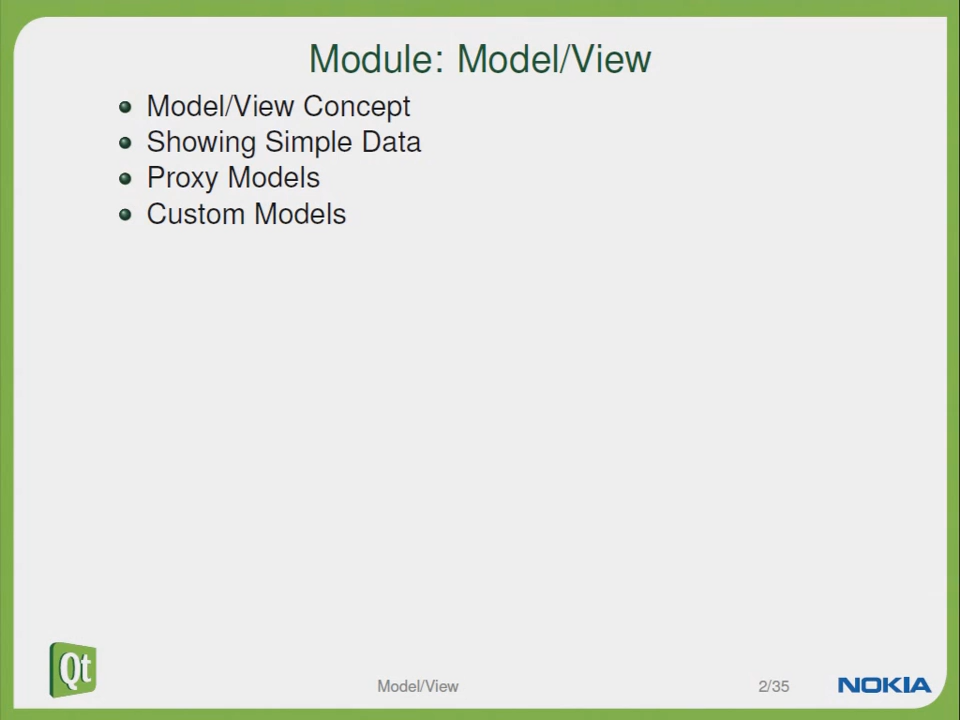 Module: Model/View
Model/View Concept
Showing Simple Data
Proxy Models
Custom Models
Qt
Model/View
2/35
NOKIA